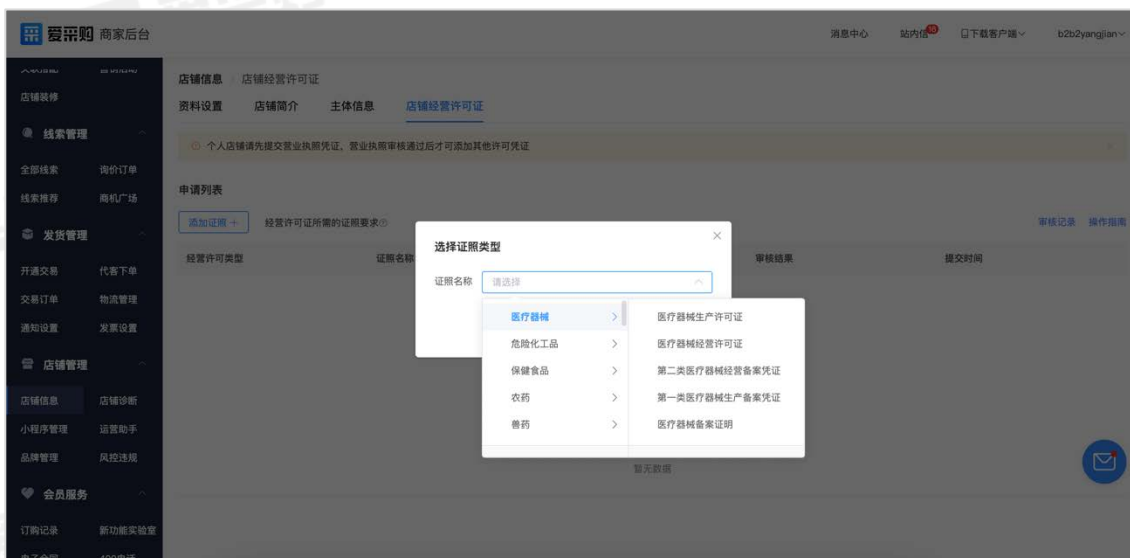 爱采购 商家后台
消息中心 站内信 下载客户端 b2b2yangjian
店铺装修
线索管理
全部线索 询价订单
线索推荐 商机广场
发货管理
开通交易 代客下单
交易订单 物流管理
通知设置 发票设置
店铺管理
店铺信息 店铺诊断
小程序管理 运营助手
品牌管理 风控违规
会员服务
订购记录 新功能实验室
店铺信息 店铺经营许可证
资料设置 店铺简介 主体信息 店铺经营许可证
个人店铺请先提交营业执照凭证、营业执照审核通过后才可添加其他许可凭证
申请列表
添加证照 + 经营许可证所需的证照要求 审核记录 操作指南
经营许可类型 证照名称 审核结果 提交时间
选择证照类型
证照名称 请选择
医疗器械 医疗器械生产许可证
危险化工品 医疗器械经营许可证
保健食品 第二类医疗器械经营备案凭证
农药 第一类医疗器械生产备案凭证
兽药 医疗器械备案证明
暂无数据